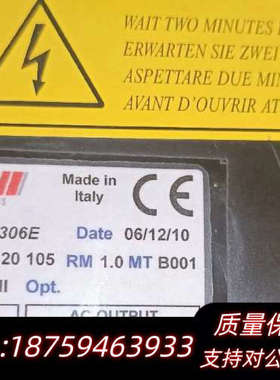 WAIT TWO MINUTES
ERWARTEN SIE ZWEI
ASPETTARE DUE MIN
AVANT D'OUVRIR AT
Made in
Italy
CE
306E
Date 06/12/10
20 105 RM 1.0 MT B001
Opt.
AC OUTPUT
质量保
:18759463933
支持对公